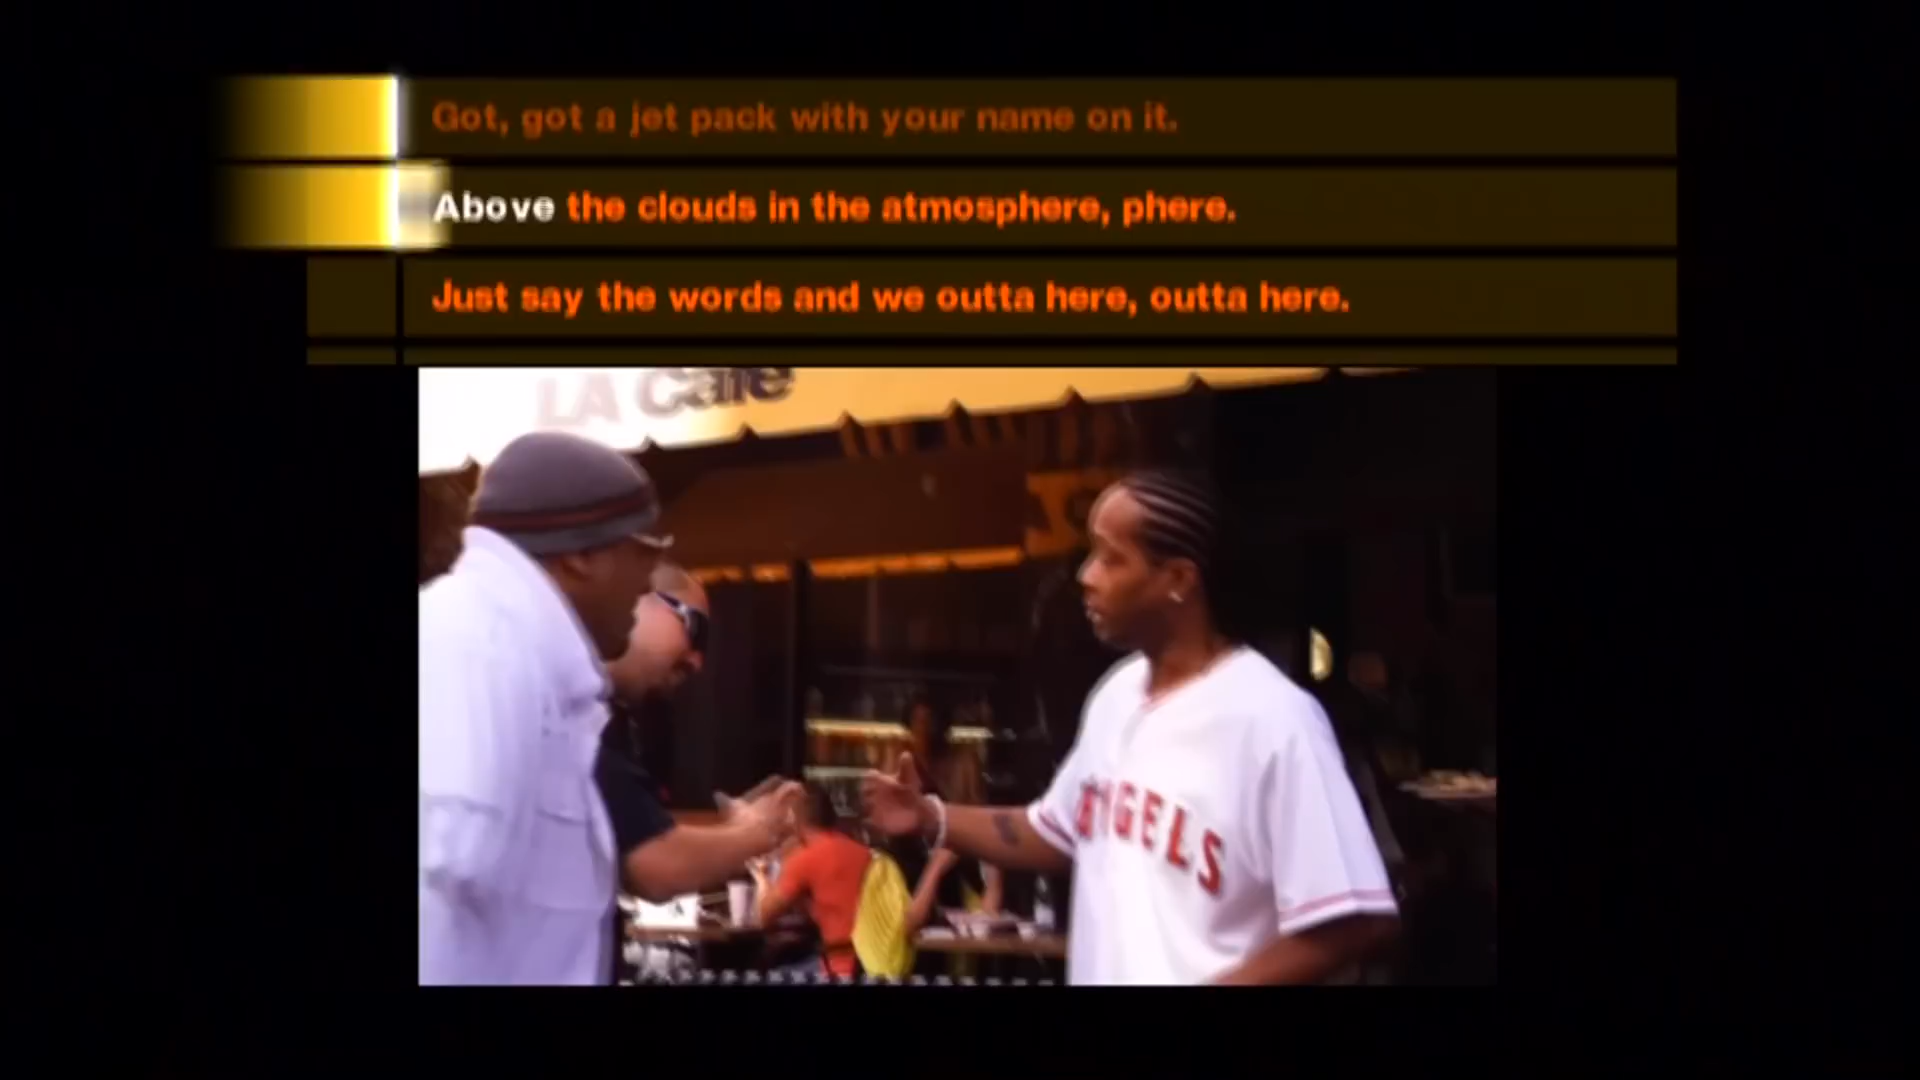 Got, got a jet pack with your name on it.
Above the clouds in the atmosphere, phere.
Just say the words and we outta here, outta here.
LA Cafe
ANGELS